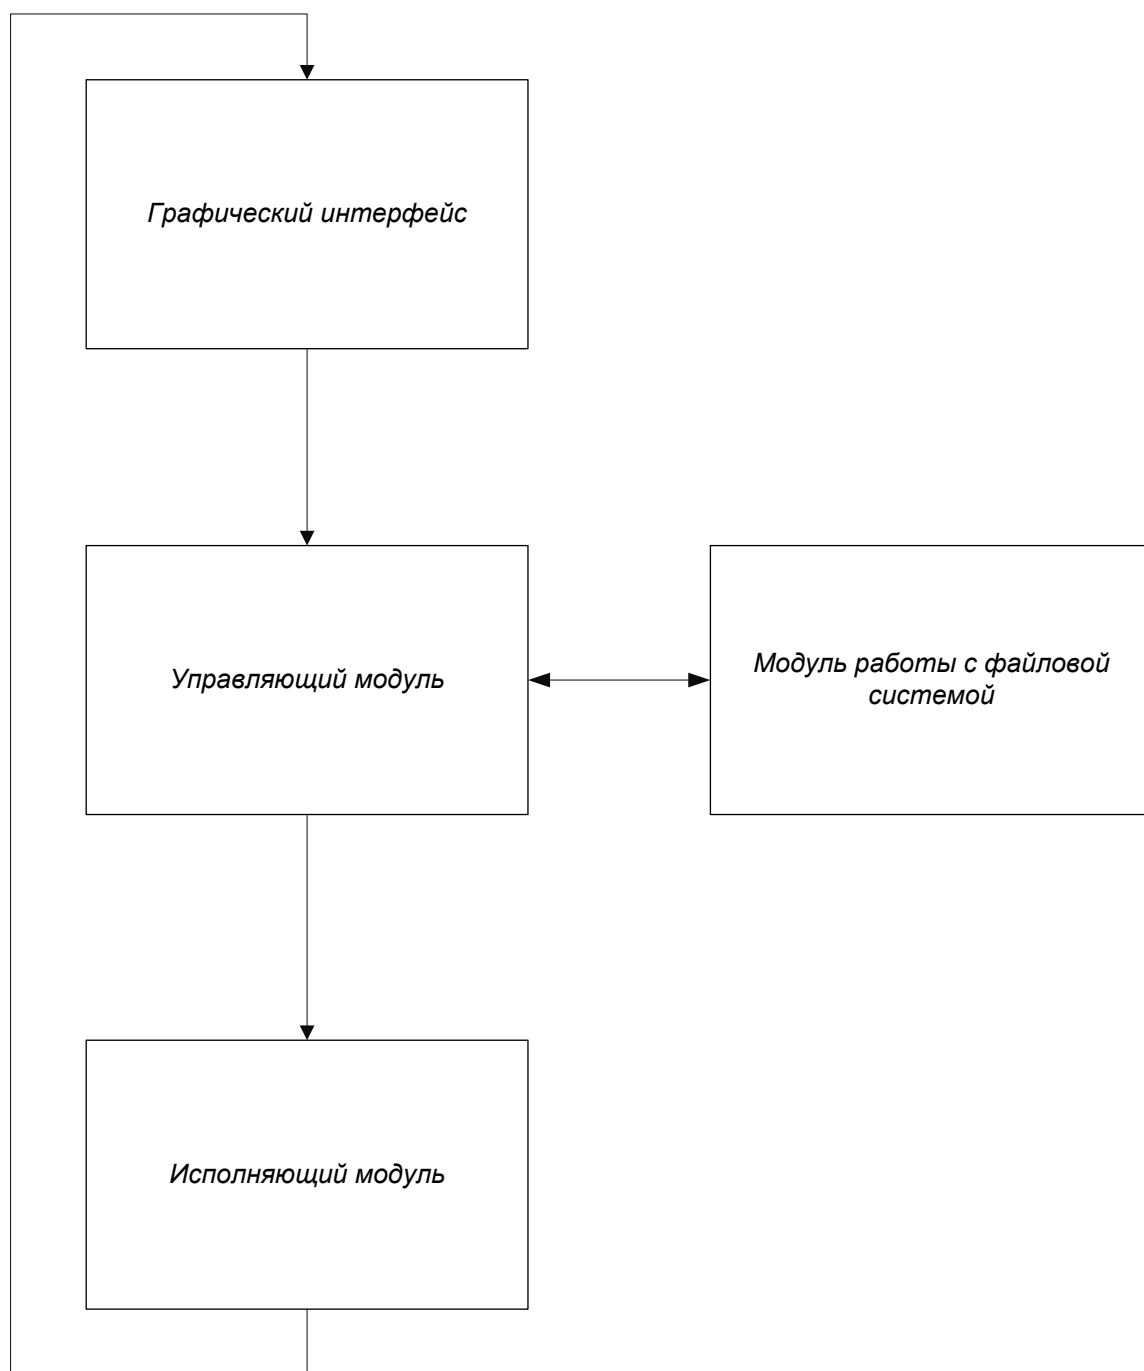 Графический интерфейс
Управляющий модуль
Модуль работы с файловой
системой
Исполняющий модуль